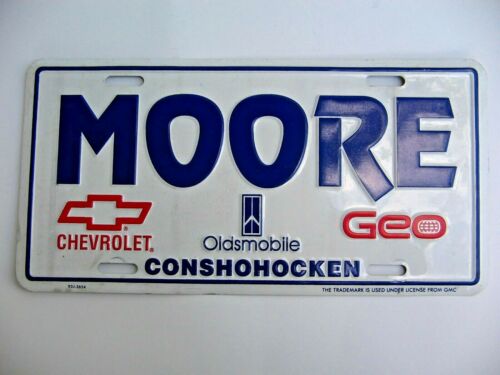 MOORE
CHEVROLET.
Oldsmobile
Geo
CONSHOHOCKEN
THE TRADEMARK IS USED UNDER LICENSE FROM GMC